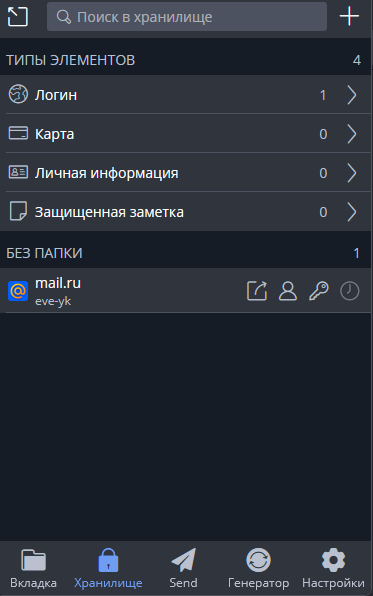 Поиск в хранилище
ТИПЫ ЭЛЕМЕНТОВ 4
Логин 1
Карта 0
Личная информация 0
Защищенная заметка 0
БЕЗ ПАПКИ 1
mail.ru
eve-yk
Вкладка Хранилище Send Генератор Настройки